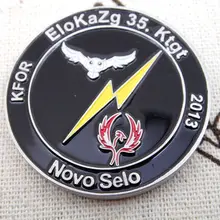 EloKaZg 35. Ktgt
KFOR
2013
Novo Selo